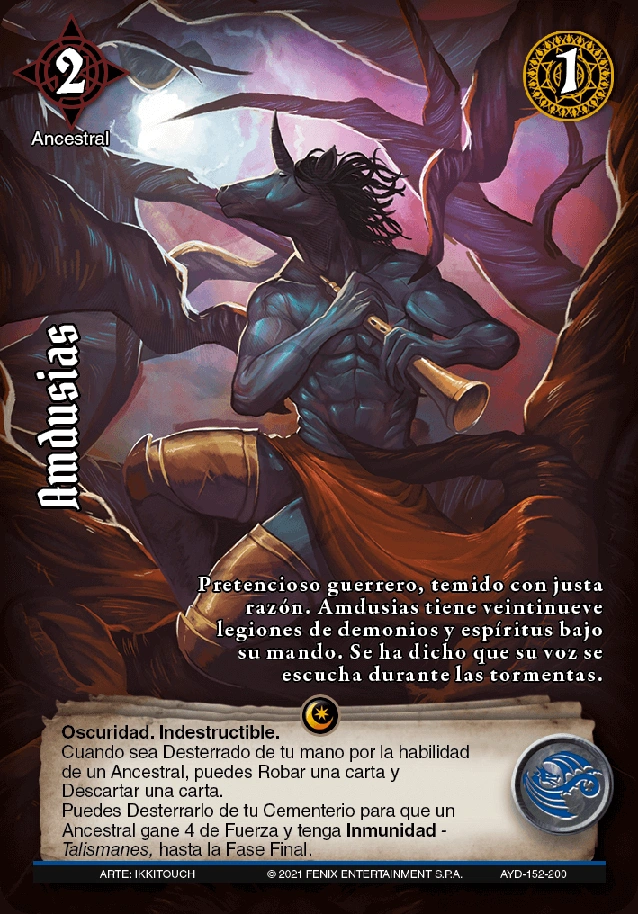 2
1
Ancestral
Amdusias
Pretencioso guerrero, temido con justa
razón. Amdusias tiene veintinueve
legiones de demonios y espíritus bajo
su mando. Se ha dicho que su voz se
escucha durante las tormentas.
Oscuridad. Indestructible.
Cuando sea Desterrado de tu mano por la habilidad
de un Ancestral, puedes Robar una carta y
Descartar una carta.
Puedes Desterrarlo de tu Cementerio para que un
Ancestral gane 4 de Fuerza y tenga Inmunidad -
Talismanes, hasta la Fase Final.
ARTE: IKKITOUCH © 2021 FENIX ENTERTAINMENT S.P.A. AYD-152-200